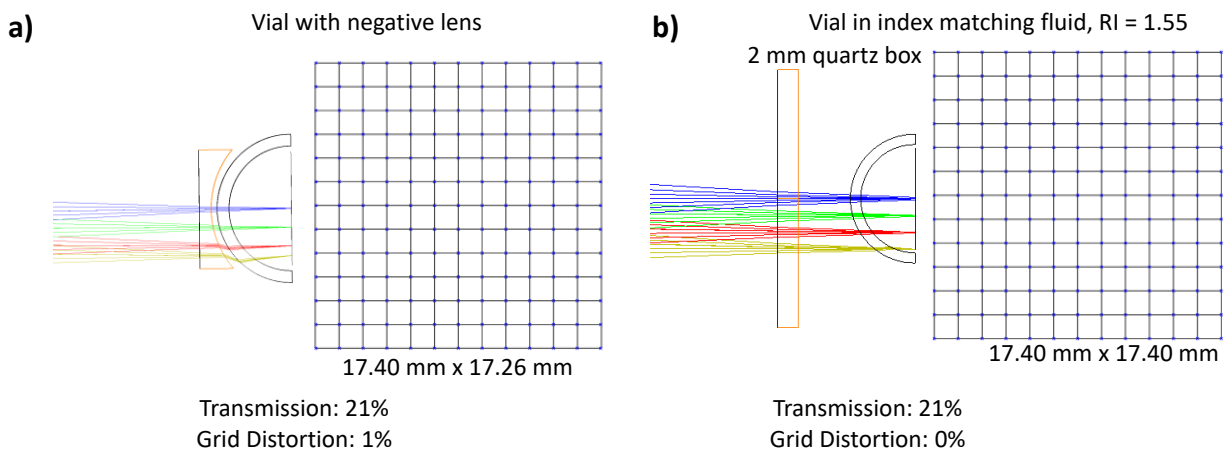 a)
Vial with negative lens
17.40 mm x 17.26 mm
Transmission: 21%
Grid Distortion: 1%
b)
Vial in index matching fluid, RI = 1.55
2 mm quartz box
17.40 mm x 17.40 mm
Transmission: 21%
Grid Distortion: 0%